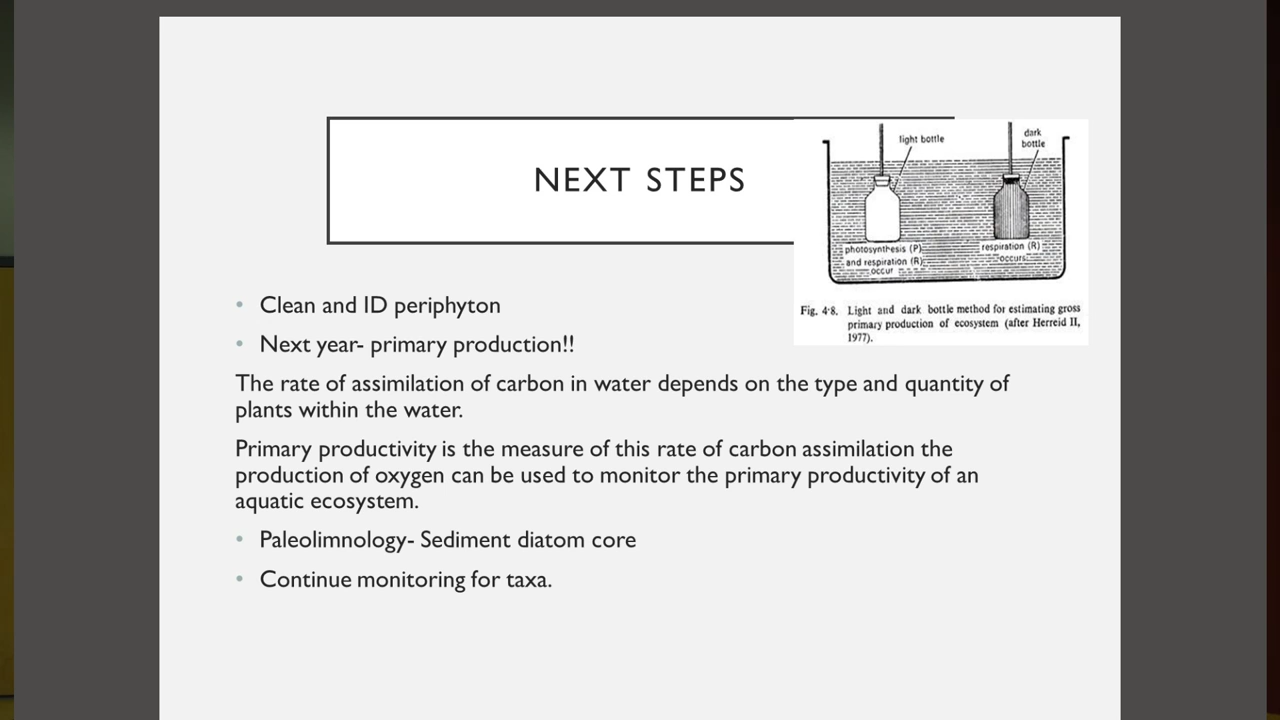 NEXT STEPS
light bottle
dark
bottle
photosynthesis (P)
and respiration (R)
occur
respiration (R)
occurs
Fig. 4·8. Light and dark bottle method for estimating gross
primary production of ecosystem (after Herreid II,
1977).
• Clean and ID periphyton
• Next year- primary production!!
The rate of assimilation of carbon in water depends on the type and quantity of
plants within the water.
Primary productivity is the measure of this rate of carbon assimilation the
production of oxygen can be used to monitor the primary productivity of an
aquatic ecosystem.
• Paleolimnology- Sediment diatom core
• Continue monitoring for taxa.